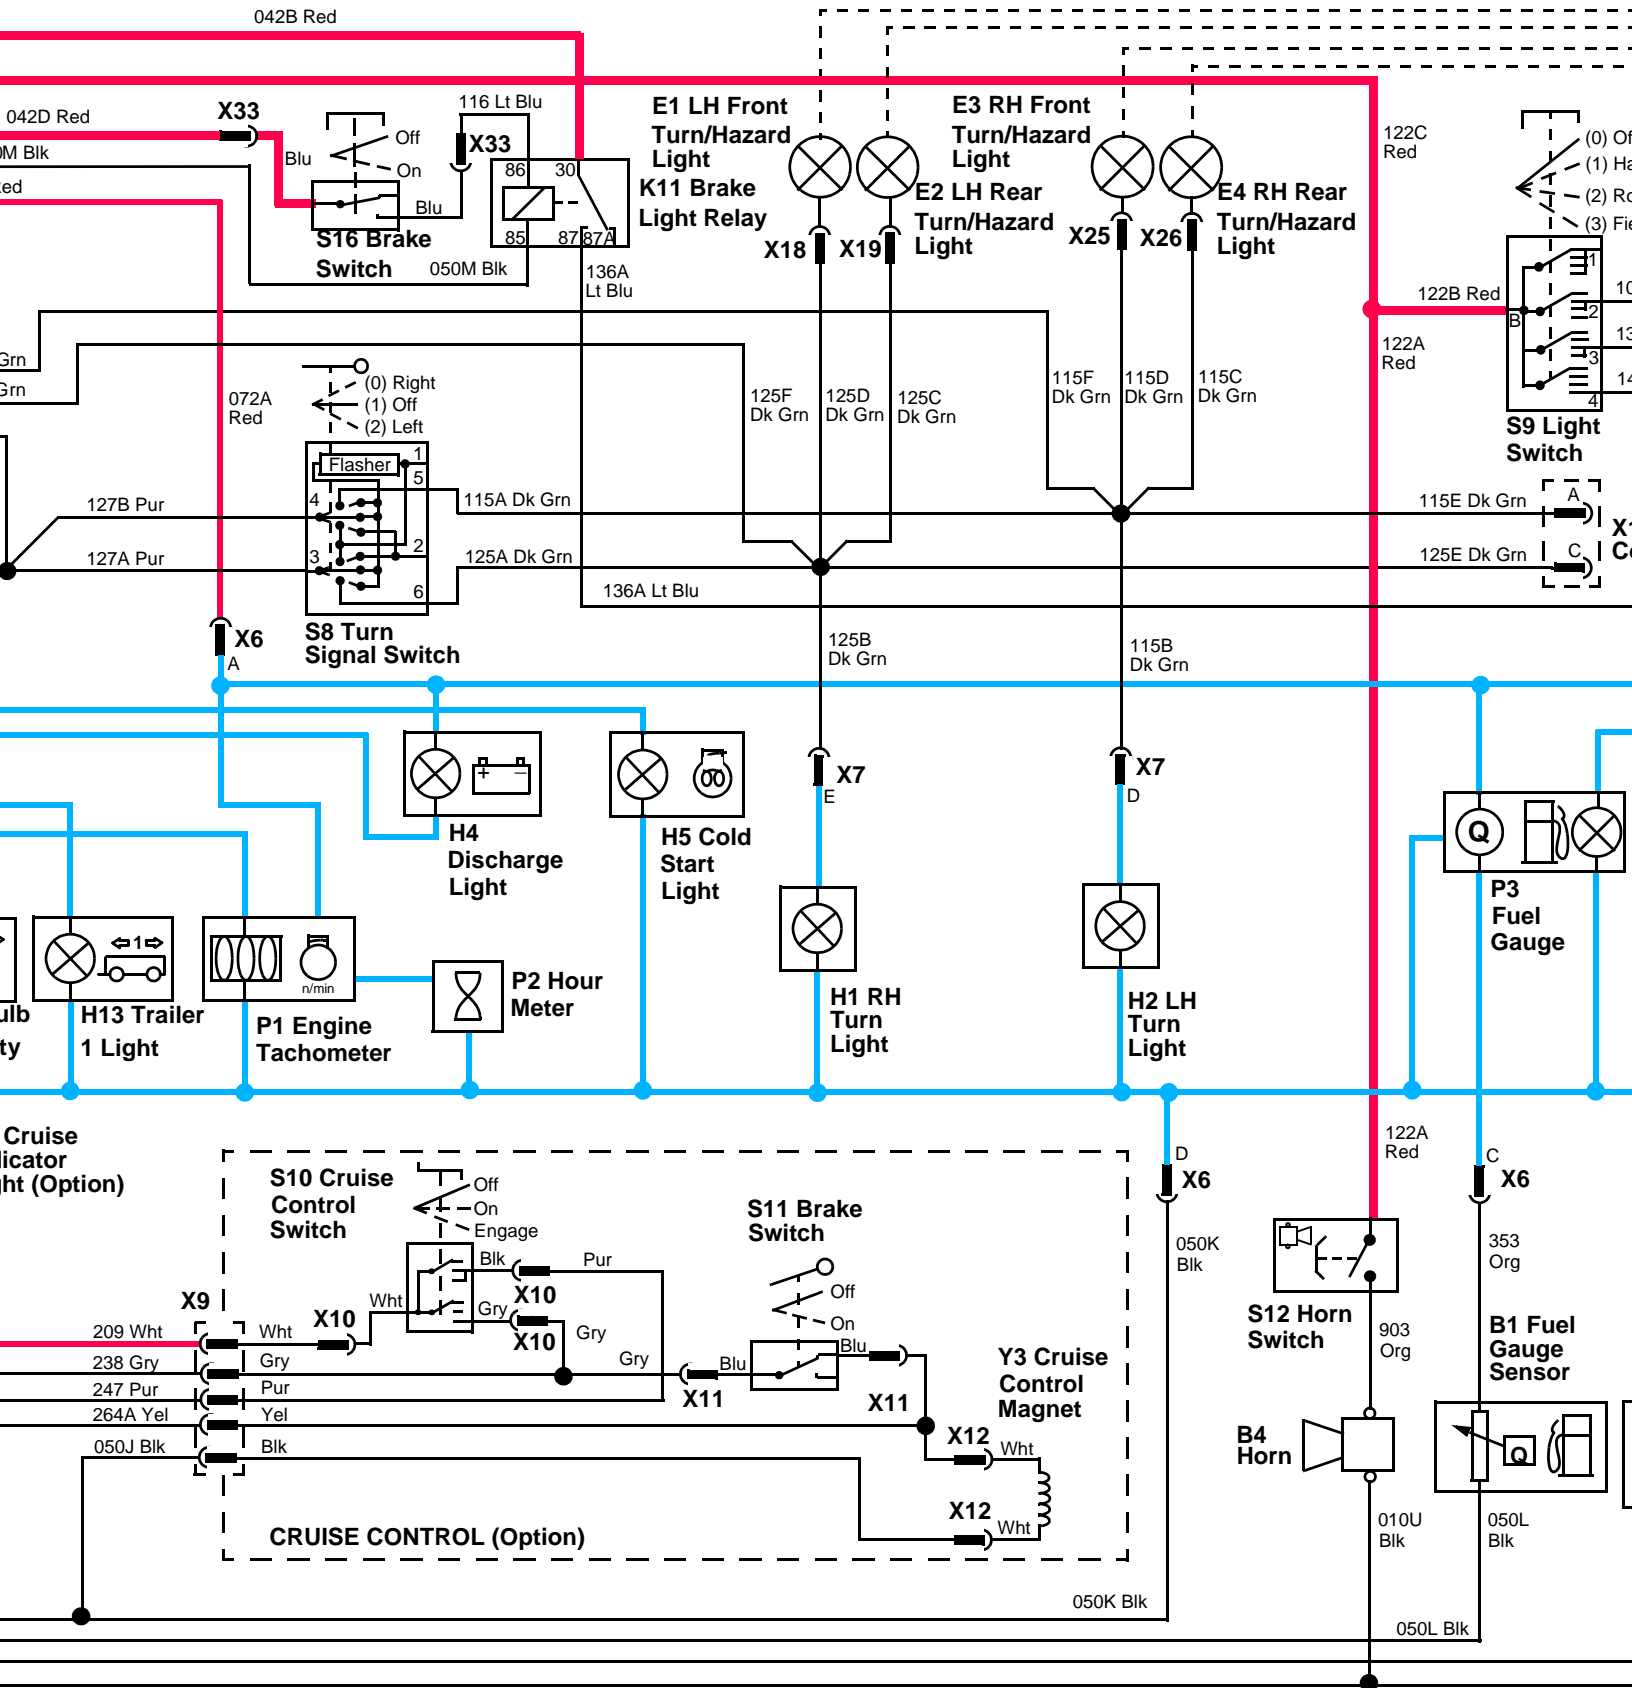 042B Red
042D Red
X33
116 Lt Blu
Off
X33
Blu
On
86
30
Blu
S16 Brake
Switch
85
87
87A
050M Blk
136A
Lt Blu
E1 LH Front
Turn/Hazard
Light
K11 Brake
Light Relay
E2 LH Rear
Turn/Hazard
Light
E3 RH Front
Turn/Hazard
Light
E4 RH Rear
Turn/Hazard
Light
X18
X19
X25
X26
122C
Red
(0)
(1)
(2)
(3)
1
2
3
4
B
122B Red
122A
Red
S9 Light
Switch
Grn
Grn
072A
Red
(0) Right
(1) Off
(2) Left
125F
Dk Grn
125D
Dk Grn
125C
Dk Grn
115F
Dk Grn
115D
Dk Grn
115C
Dk Grn
Flasher
1
5
4
2
3
6
127B Pur
127A Pur
115A Dk Grn
125A Dk Grn
136A Lt Blu
115E Dk Grn
125E Dk Grn
A
C
S8 Turn
Signal Switch
X6
A
125B
Dk Grn
115B
Dk Grn
X7
E
X7
D
+ −
H4
Discharge
Light
H5 Cold
Start
Light
Q
P3
Fuel
Gauge
1
n/min
H13 Trailer
1 Light
P1 Engine
Tachometer
P2 Hour
Meter
H1 RH
Turn
Light
H2 LH
Turn
Light
Cruise
(Option)
S10 Cruise
Control
Switch
Off
On
Engage
S11 Brake
Switch
Off
On
D
X6
122A
Red
C
X6
050K
Blk
353
Org
Blk
X10
Pur
Wht
Gry
X10
Gry
X9
X10
209 Wht
Wht
238 Gry
Gry
Gry
Blu
Blu
247 Pur
Pur
X11
X11
264A Yel
Yel
050J Blk
Blk
Y3 Cruise
Control
Magnet
X12
Wht
X12
Wht
S12 Horn
Switch
903
Org
B1 Fuel
Gauge
Sensor
B4
Horn
Q
010U
Blk
050L
Blk
CRUISE CONTROL (Option)
050K Blk
050L Blk